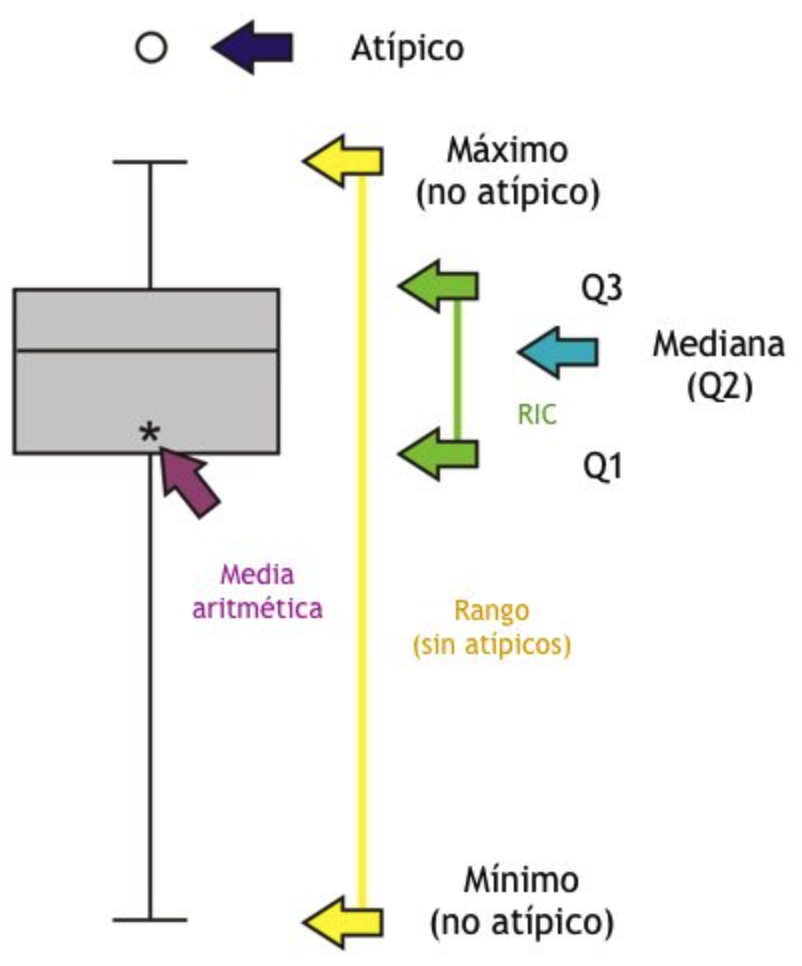 Atípico
Máximo
(no atípico)
Q3
Mediana
(Q2)
RIC
Q1
Media
aritmética
Rango
(sin atípicos)
Mínimo
(no atípico)